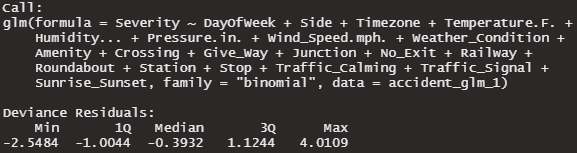 Call:
glm(formula = Severity ~ DayOfWeek + Side + Timezone + Temperature.F. +
Humidity... + Pressure.in. + Wind_Speed.mph. + Weather_Condition +
Amenity + Crossing + Give_Way + Junction + No_Exit + Railway +
Roundabout + Station + Stop + Traffic_Calming + Traffic_Signal +
Sunrise_Sunset, family = "binomial", data = accident_glm_1)
Deviance Residuals:
Min 1Q Median 3Q Max
-2.5484 -1.0044 -0.3932 1.1244 4.0109